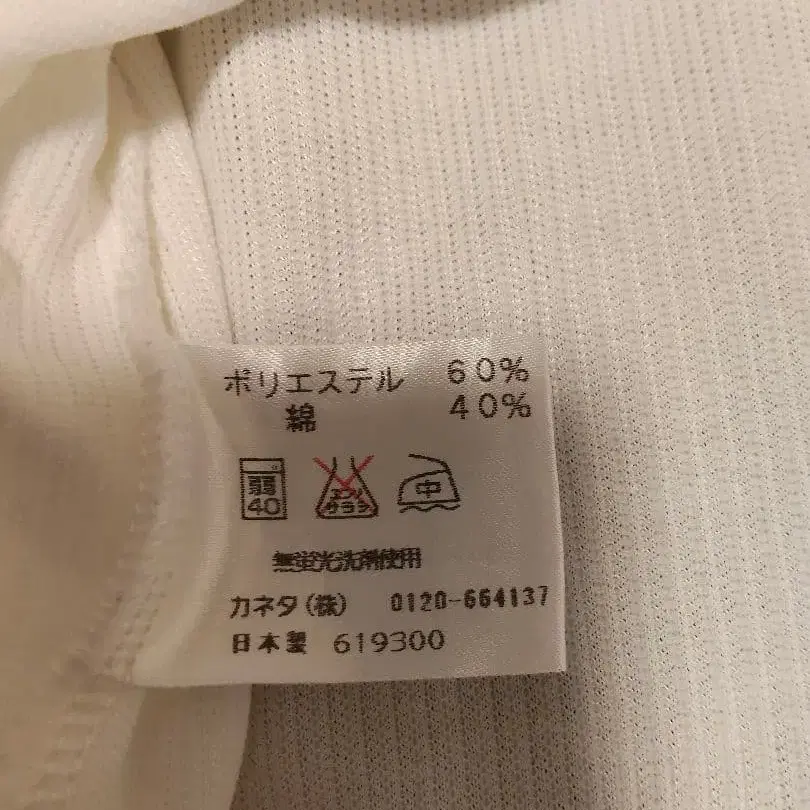 ポリエステル 60%
綿 40%
弱
40
エンソ
サラシ
中
無蛍光洗剤使用
カネタ(株) 0120-664137
日本製 619300